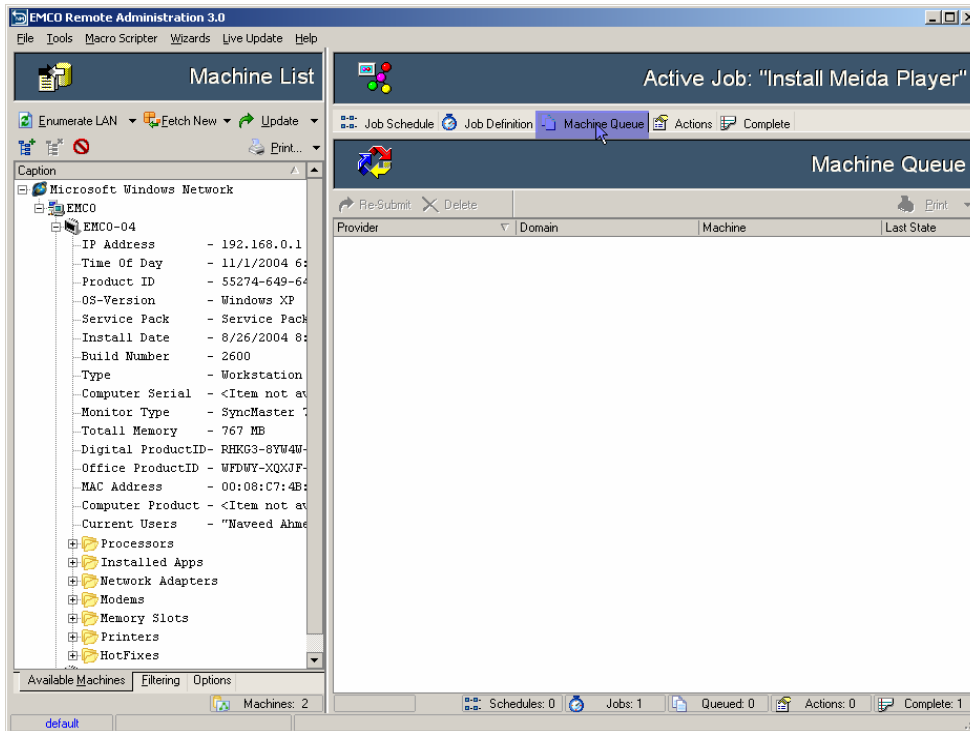 EMCO Remote Administration 3.0
File Tools Macro Scripter Wizards Live Update Help
Machine List
Active Job: "Install Meida Player"
Enumerate LAN Fetch New Update
Job Schedule Job Definition Machine Queue Actions Complete
Print...
Machine Queue
Caption
Re-Submit Delete Print
Provider Domain Machine Last State
Microsoft Windows Network
EMCO
EMCO-04
IP Address - 192.168.0.1
Time Of Day - 11/1/2004 6:
Product ID - 55274-649-64
OS-Version - Windows XP
Service Pack - Service Pack
Install Date - 8/26/2004 8:
Build Number - 2600
Type - Workstation
Computer Serial - <Item not av
Monitor Type - SyncMaster 7
Totall Memory - 767 MB
Digital ProductID- RHKG3-8YW4W-
Office ProductID - WFDWY-XQXJF-
MAC Address - 00:08:C7:4B:
Computer Product - <Item not av
Current Users - "Naveed Ahme
Processors
Installed Apps
Network Adapters
Modems
Memory Slots
Printers
HotFixes
Available Machines Filtering Options
Machines: 2
Schedules: 0 Jobs: 1 Queued: 0 Actions: 0 Complete: 1
default